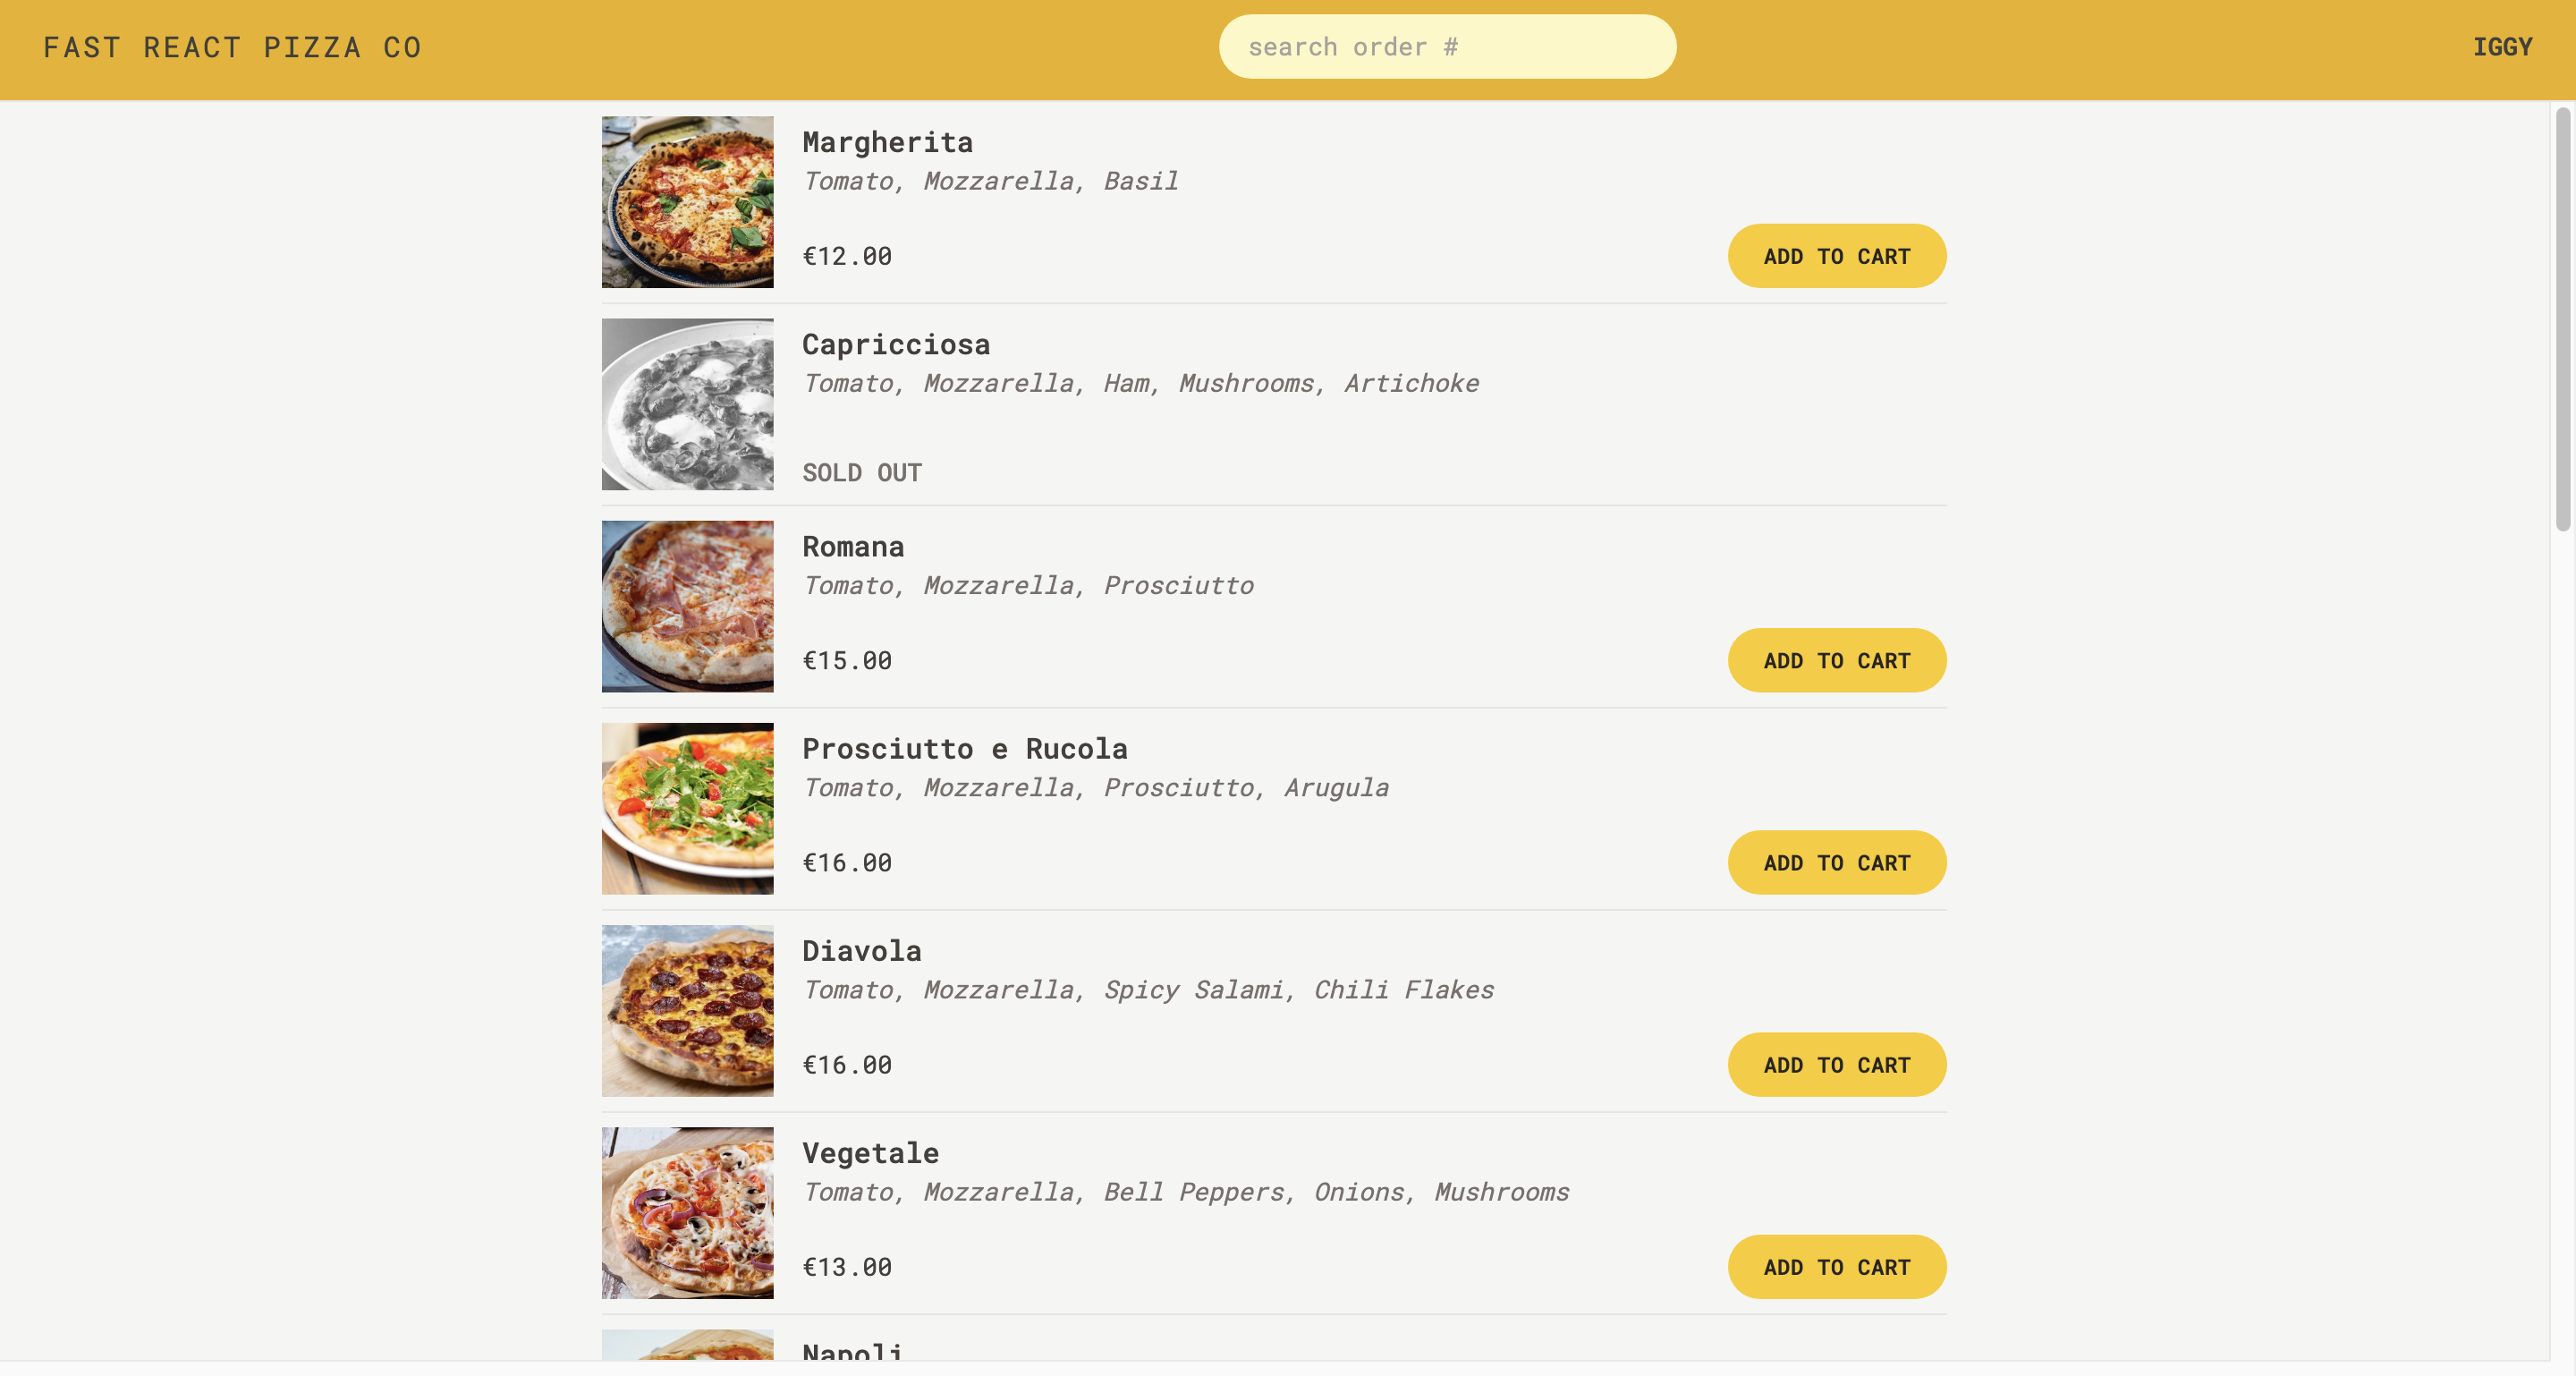 FAST REACT PIZZA CO
search order #
IGGY
Margherita
Tomato, Mozzarella, Basil
€12.00
ADD TO CART
Capricciosa
Tomato, Mozzarella, Ham, Mushrooms, Artichoke
SOLD OUT
Romana
Tomato, Mozzarella, Prosciutto
€15.00
ADD TO CART
Prosciutto e Rucola
Tomato, Mozzarella, Prosciutto, Arugula
€16.00
ADD TO CART
Diavola
Tomato, Mozzarella, Spicy Salami, Chili Flakes
€16.00
ADD TO CART
Vegetale
Tomato, Mozzarella, Bell Peppers, Onions, Mushrooms
€13.00
ADD TO CART
Napoli